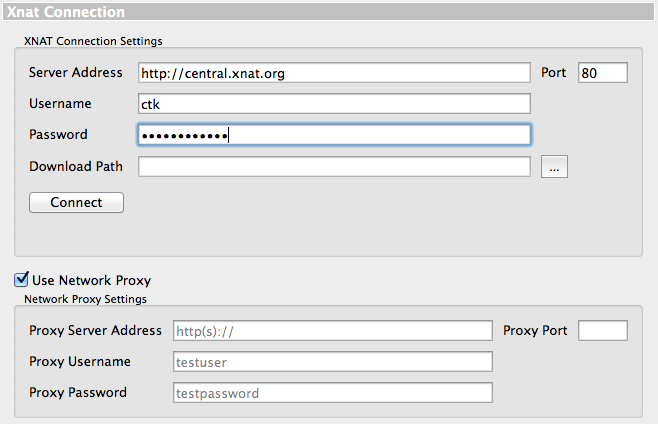 Xnat Connection
XNAT Connection Settings
Server Address http://central.xnat.org Port 80
Username ctk
Password ••••••••••••
Download Path ...
Connect
Use Network Proxy
Network Proxy Settings
Proxy Server Address http(s):// Proxy Port
Proxy Username testuser
Proxy Password testpassword